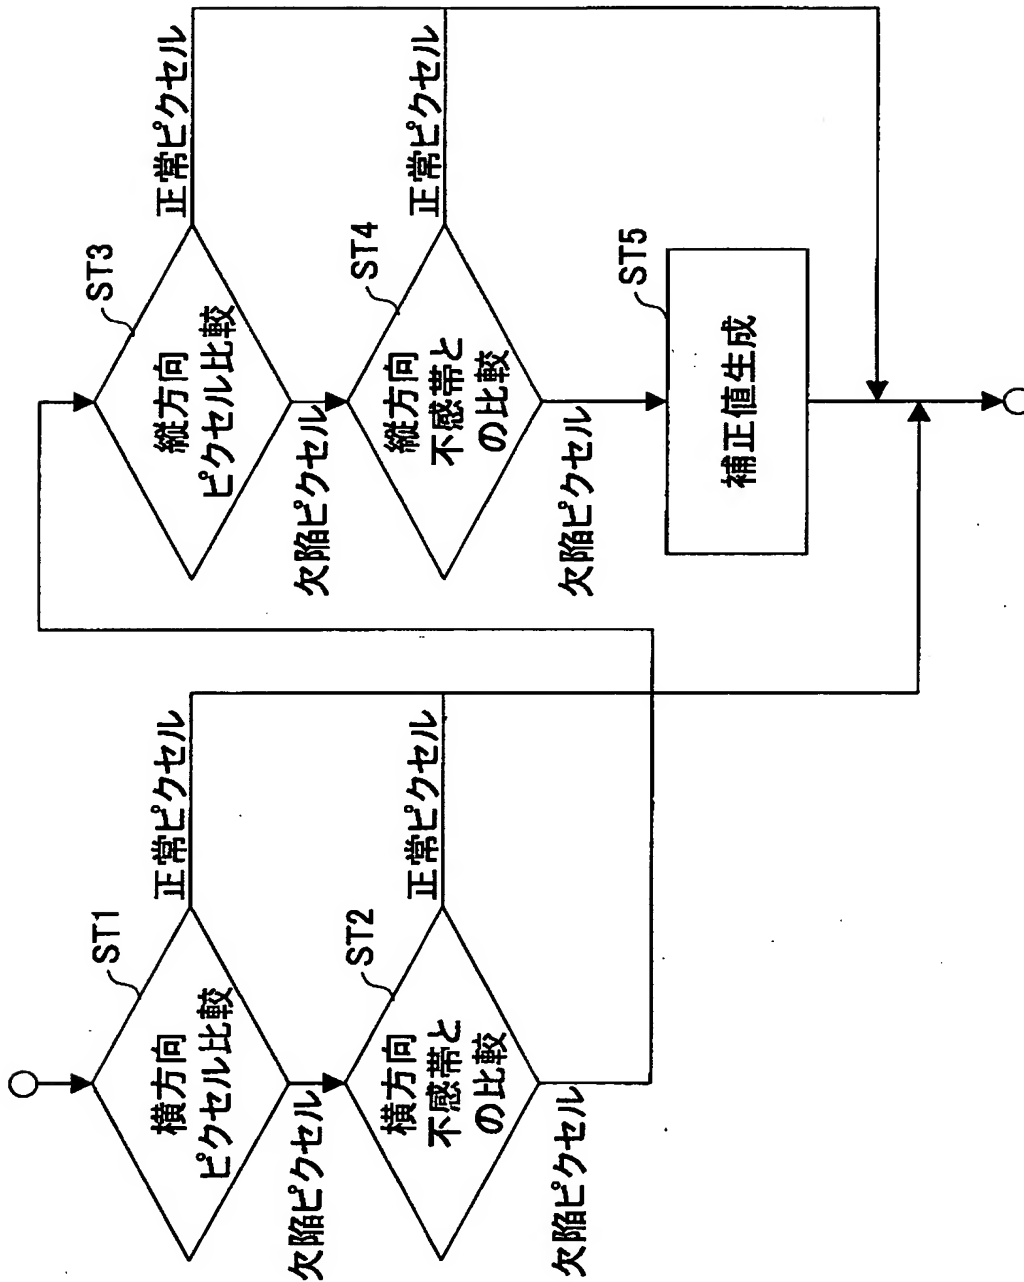 ST1
横方向
ピクセル比較
正常ピクセル
欠陥ピクセル
ST2
横方向
不感帯と
の比較
正常ピクセル
欠陥ピクセル
ST3
縦方向
ピクセル比較
正常ピクセル
欠陥ピクセル
ST4
縦方向
不感帯と
の比較
正常ピクセル
欠陥ピクセル
ST5
補正値生成